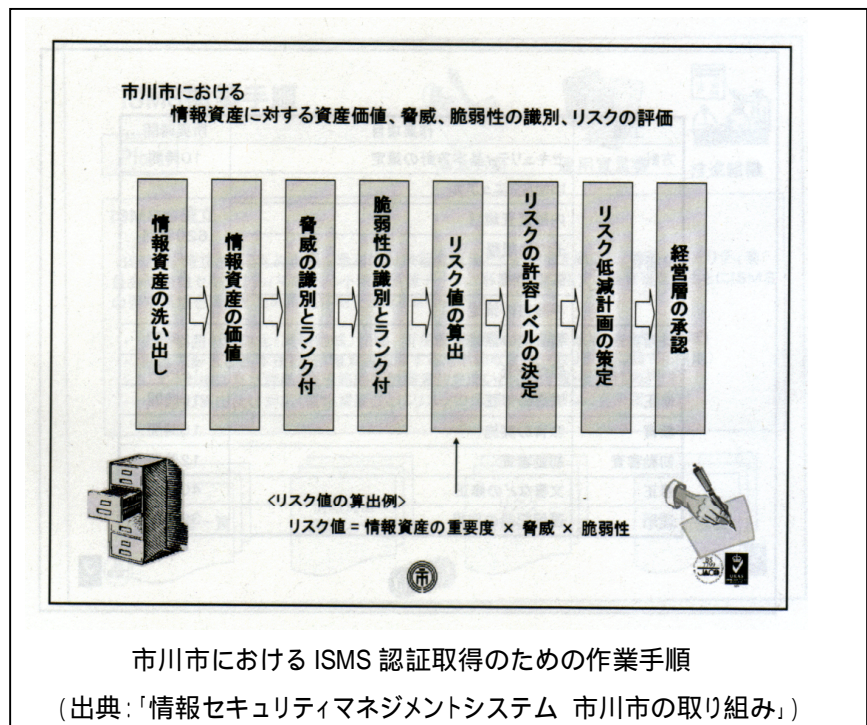 市川市における
情報資産に対する資産価値、脅威、脆弱性の識別、リスクの評価
情報資産の洗い出し
情報資産の価値
脅威の識別とランク付
脆弱性の識別とランク付
リスク値の算出
リスクの許容レベルの決定
リスク低減計画の策定
経営層の承認
<リスク値の算出例>
リスク値 = 情報資産の重要度 × 脅威 × 脆弱性
市川市における ISMS 認証取得のための作業手順
(出典:「情報セキュリティマネジメントシステム 市川市の取り組み」)